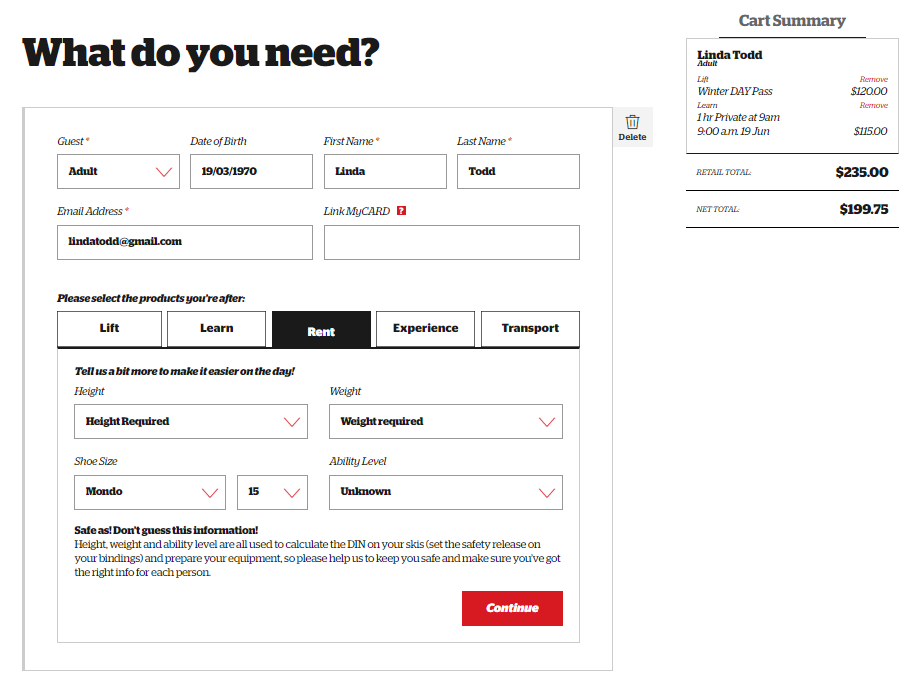 What do you need?
Guest *
Date of Birth
First Name *
Last Name *
Adult
19/03/1970
Linda
Todd
Email Address *
Link MyCARD ?
lindatodd@gmail.com
Delete
Please select the products you're after:
Lift
Learn
Rent
Experience
Transport
Tell us a bit more to make it easier on the day!
Height
Weight
Height Required
Weight required
Shoe Size
Ability Level
Mondo
15
Unknown
Safe as! Don't guess this information!
Height, weight and ability level are all used to calculate the DIN on your skis (set the safety release on
your bindings) and prepare your equipment, so please help us to keep you safe and make sure you've got
the right info for each person.
Continue
Cart Summary
Linda Todd
Adult
Lift Remove
Winter DAY Pass $120.00
Learn Remove
1 hr Private at 9am
9:00 a.m. 19 Jun $115.00
RETAIL TOTAL: $235.00
NET TOTAL: $199.75